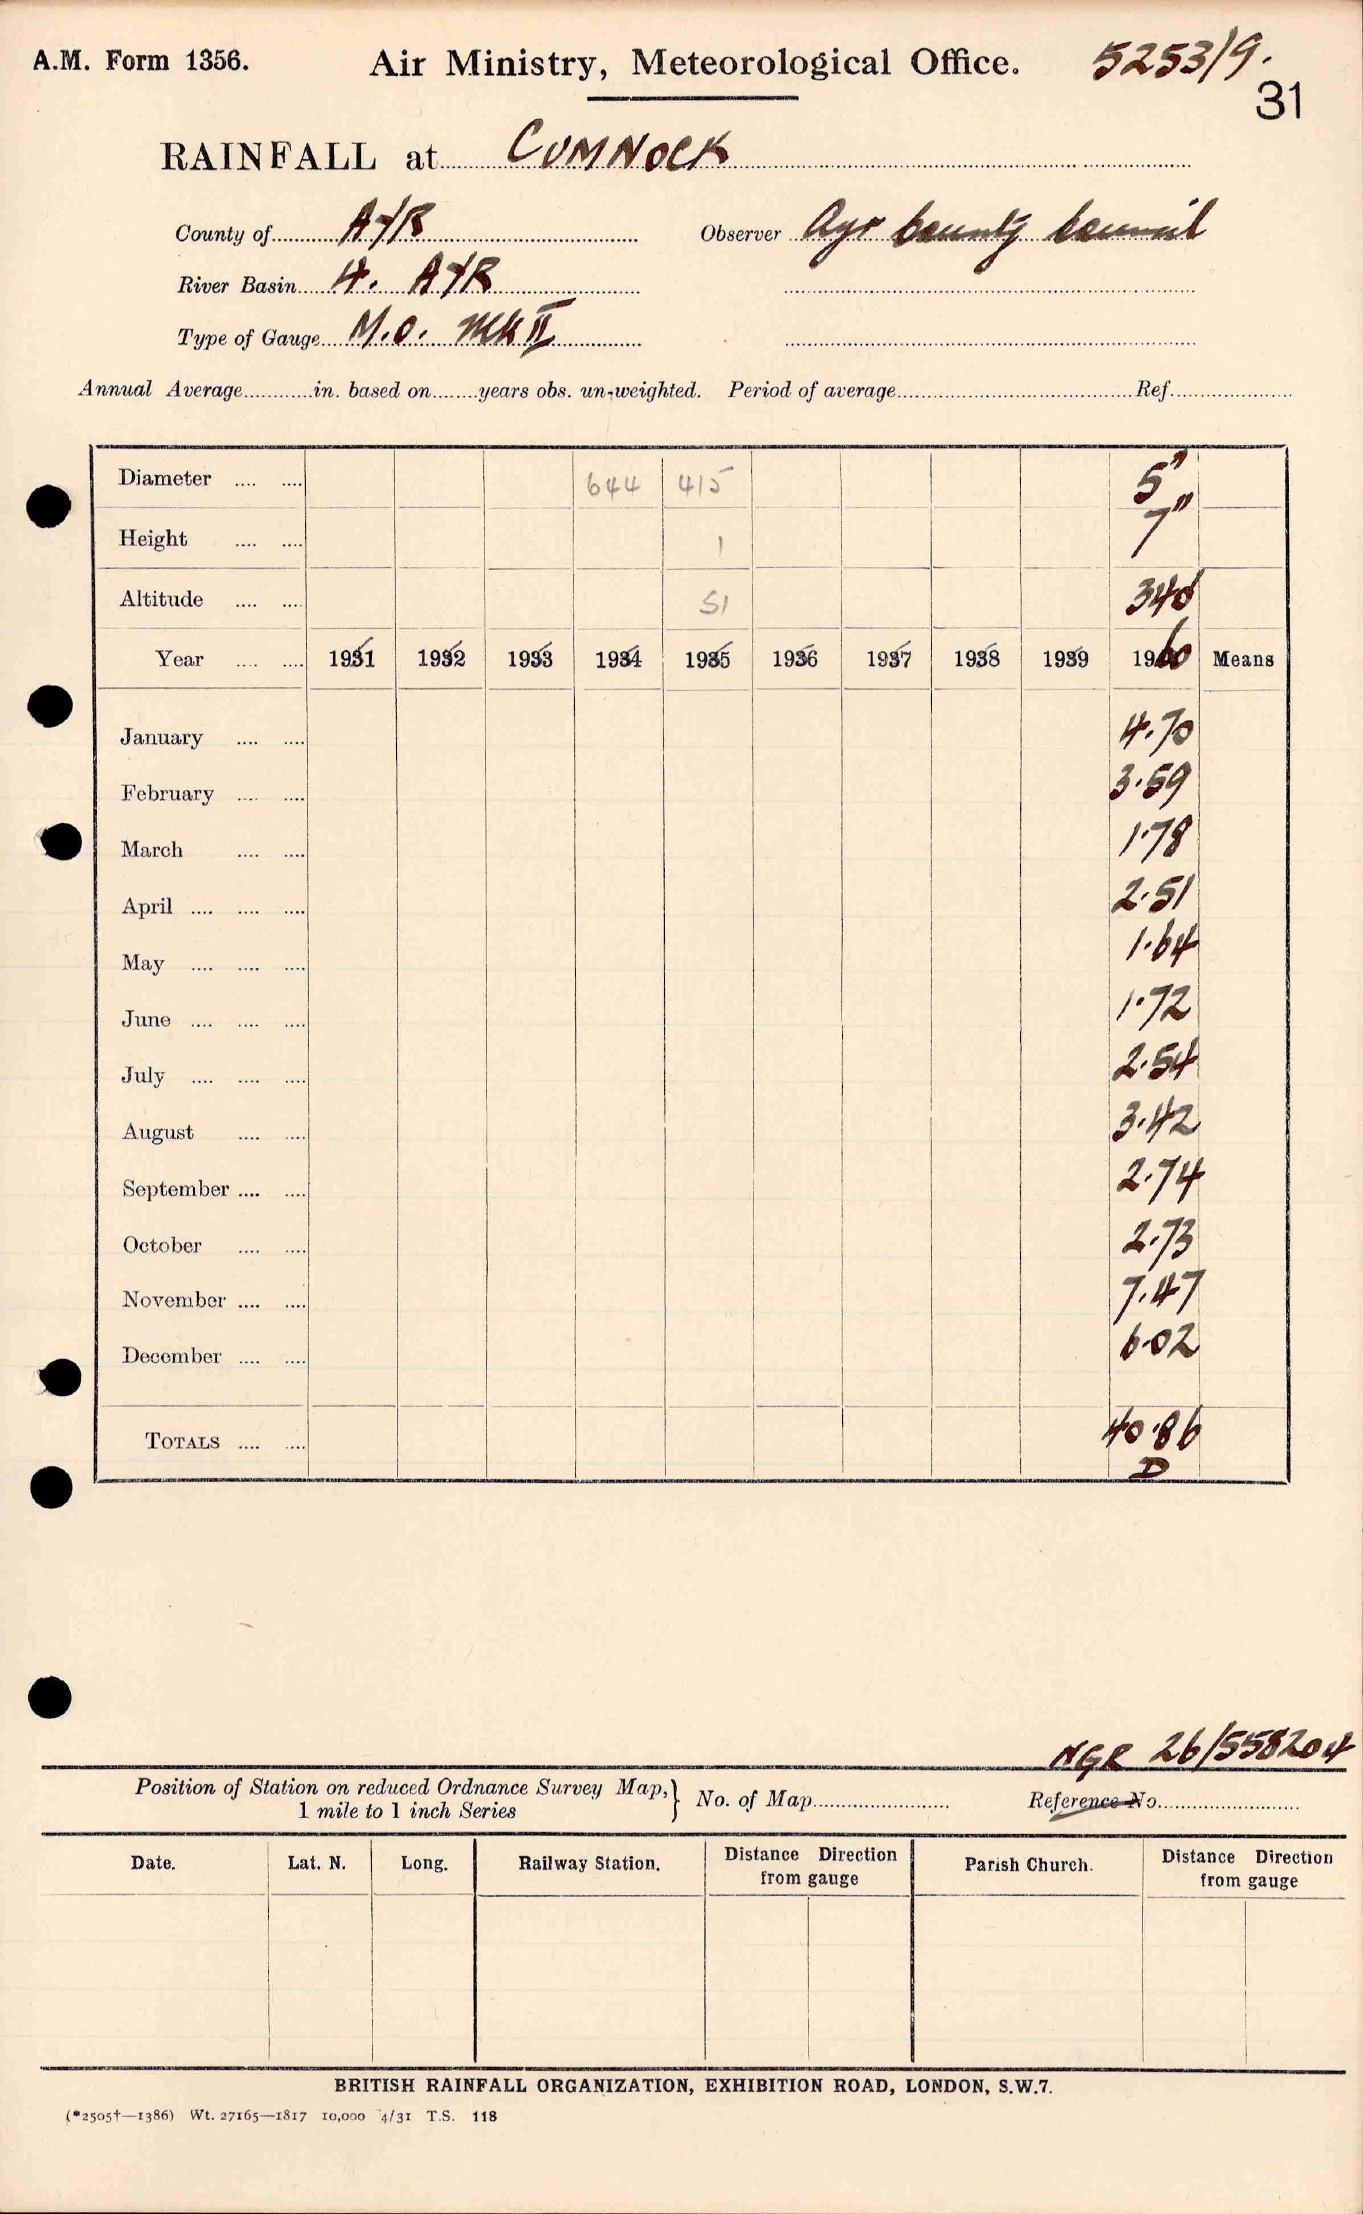 A.M. Form 1356. Air Ministry, Meteorological Office. 5253/9.
31
RAINFALL at CUMNOCK
County of AYR Observer Ayr County Council
River Basin 4. AYR
Type of Gauge M.O. MK II
Annual Average............in. based on........years obs. un-weighted. Period of average........................................Ref.....................
Diameter .... .... 644 415 5"
Height .... .... 1 7"
Altitude .... .... 51 340
Year .... .... 1931 1932 1933 1934 1935 1936 1937 1938 1939 1960 Means
January .... .... 4.70
February .... .... 3.59
March .... .... 1.78
April .... .... .... 2.51
May .... .... .... 1.64
June .... .... .... 1.72
July .... .... .... 2.54
August .... .... 3.42
September .... .... 2.74
October .... .... 2.73
November .... .... 7.47
December .... .... 6.02
TOTALS .... .... 40.86
D
NGR 26/558204
Position of Station on reduced Ordnance Survey Map,} No. of Map........................ Reference No.........................
1 mile to 1 inch Series
Date. Lat. N. Long. Railway Station. Distance Direction Parish Church. Distance Direction
from gauge from gauge
BRITISH RAINFALL ORGANIZATION, EXHIBITION ROAD, LONDON, S.W.7.
(*2505†—1386) Wt. 27165—1817 10,000 4/31 T.S. 118